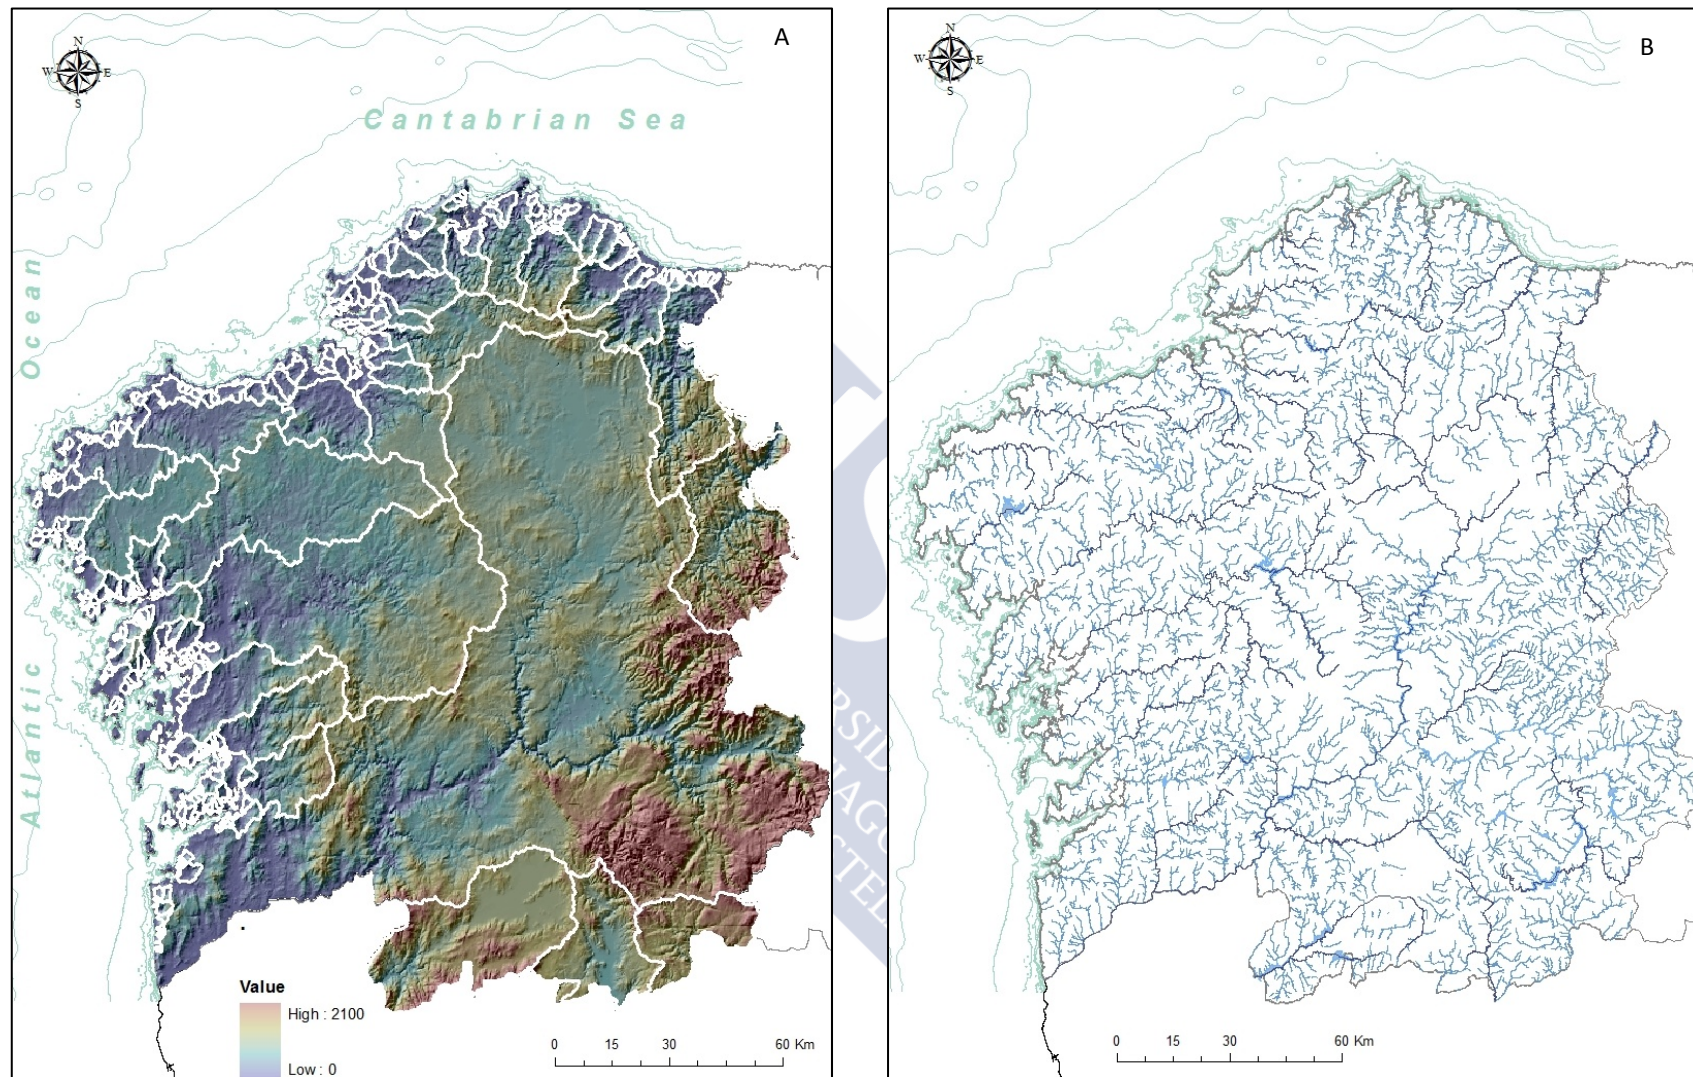 A
N
W E
S
Cantabrian Sea
Atlantic Ocean
Value
High : 2100
Low : 0
0 15 30 60 Km
B
N
W E
S
0 15 30 60 Km